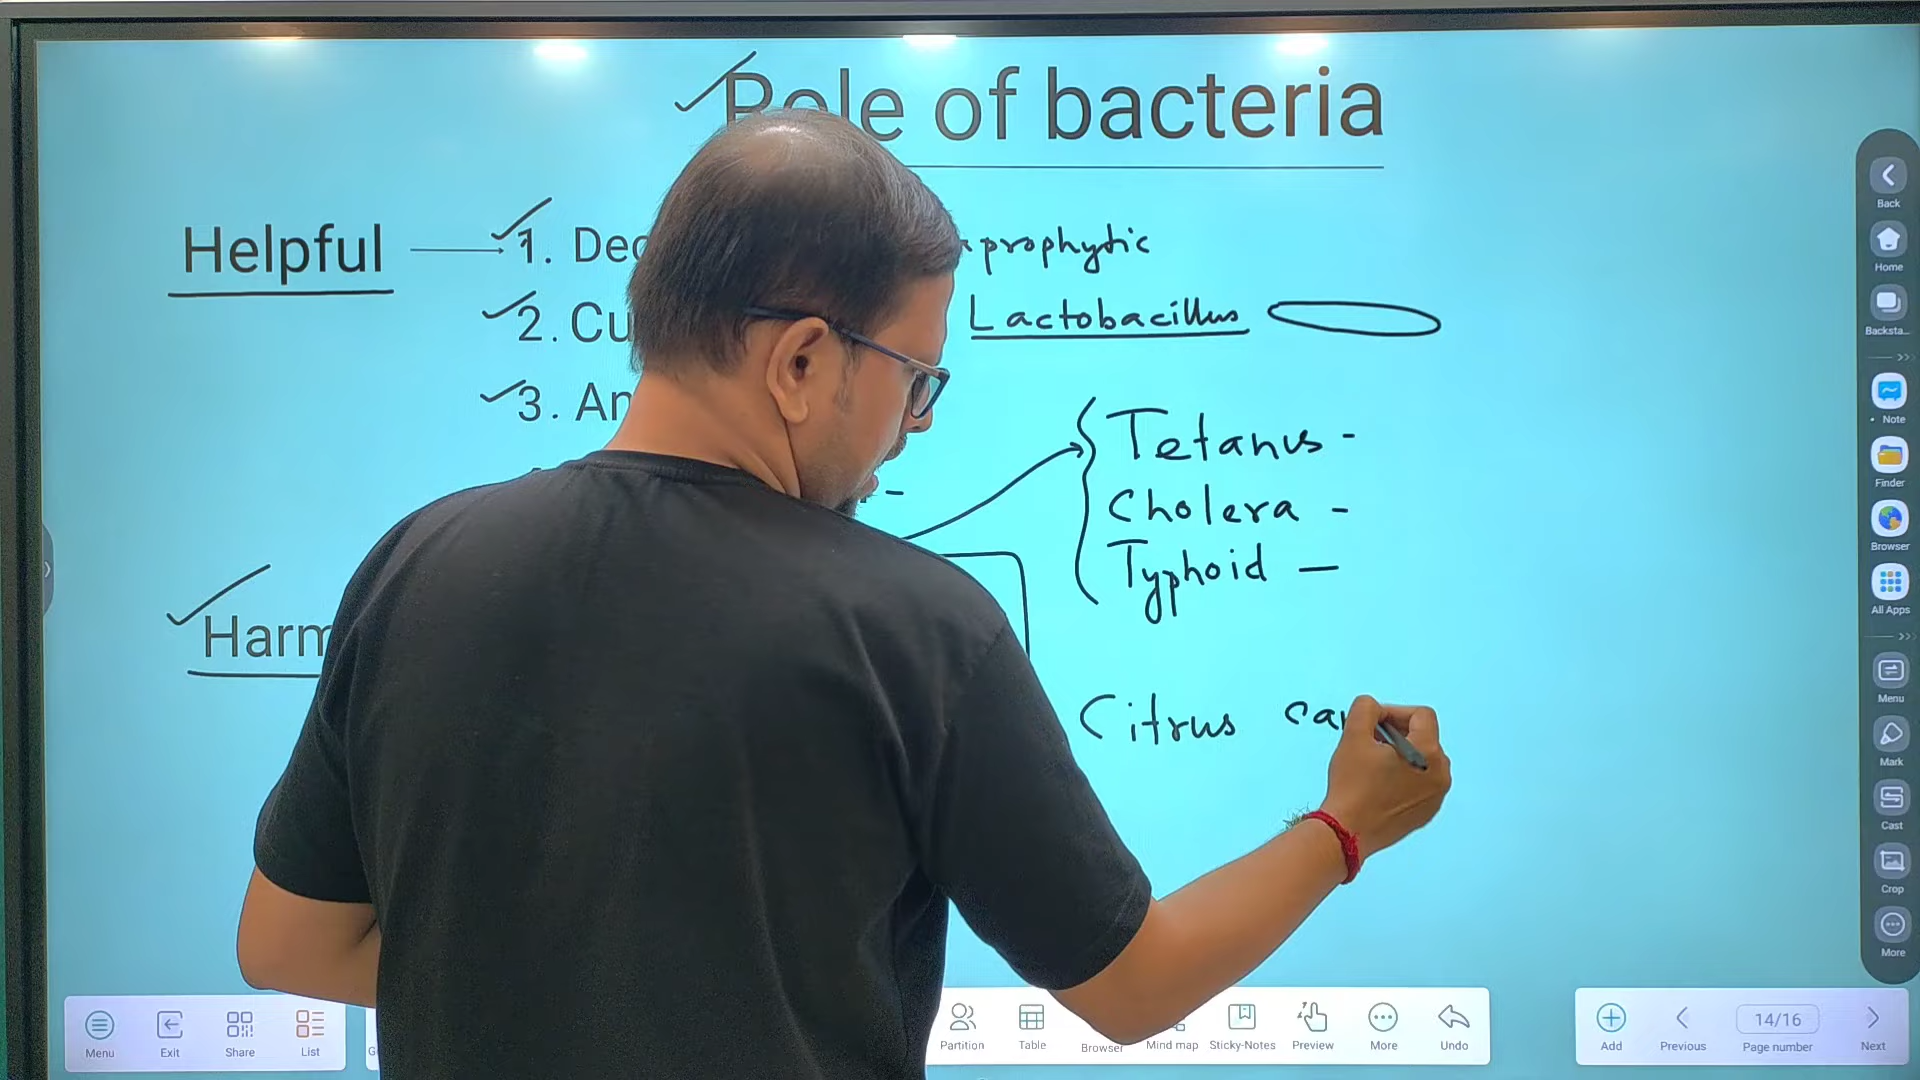 Role of bacteria
Helpful
1. Dec
prophytic
2. Cu
Lactobacillus
3. An
Tetanus -
Cholera -
Typhoid —
Harm
Citrus can
Back
Home
Backsta...
Note
Finder
Browser
All Apps
Menu
Mark
Cast
Crop
More
Menu
Exit
Share
List
Partition
Table
Browser
Mind map
Sticky-Notes
Preview
More
Undo
Add
Previous
14/16
Page number
Next